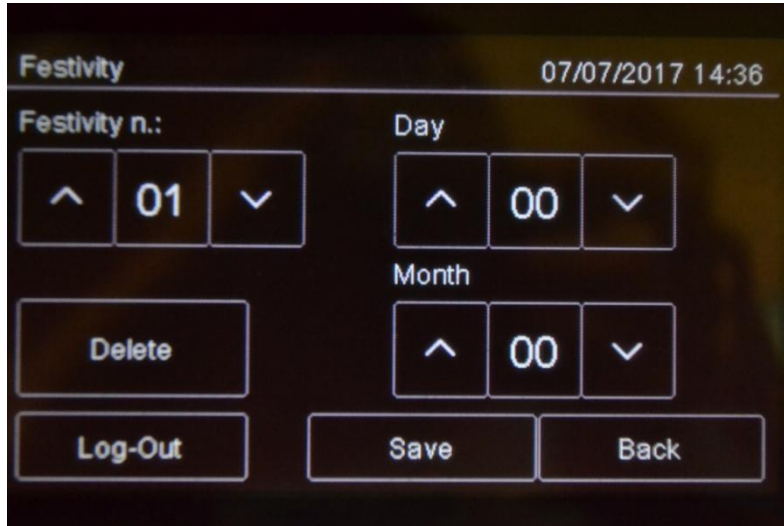 Festivity 07/07/2017 14:36
Festivity n.: Day
01 00
Month
Delete 00
Log-Out Save Back